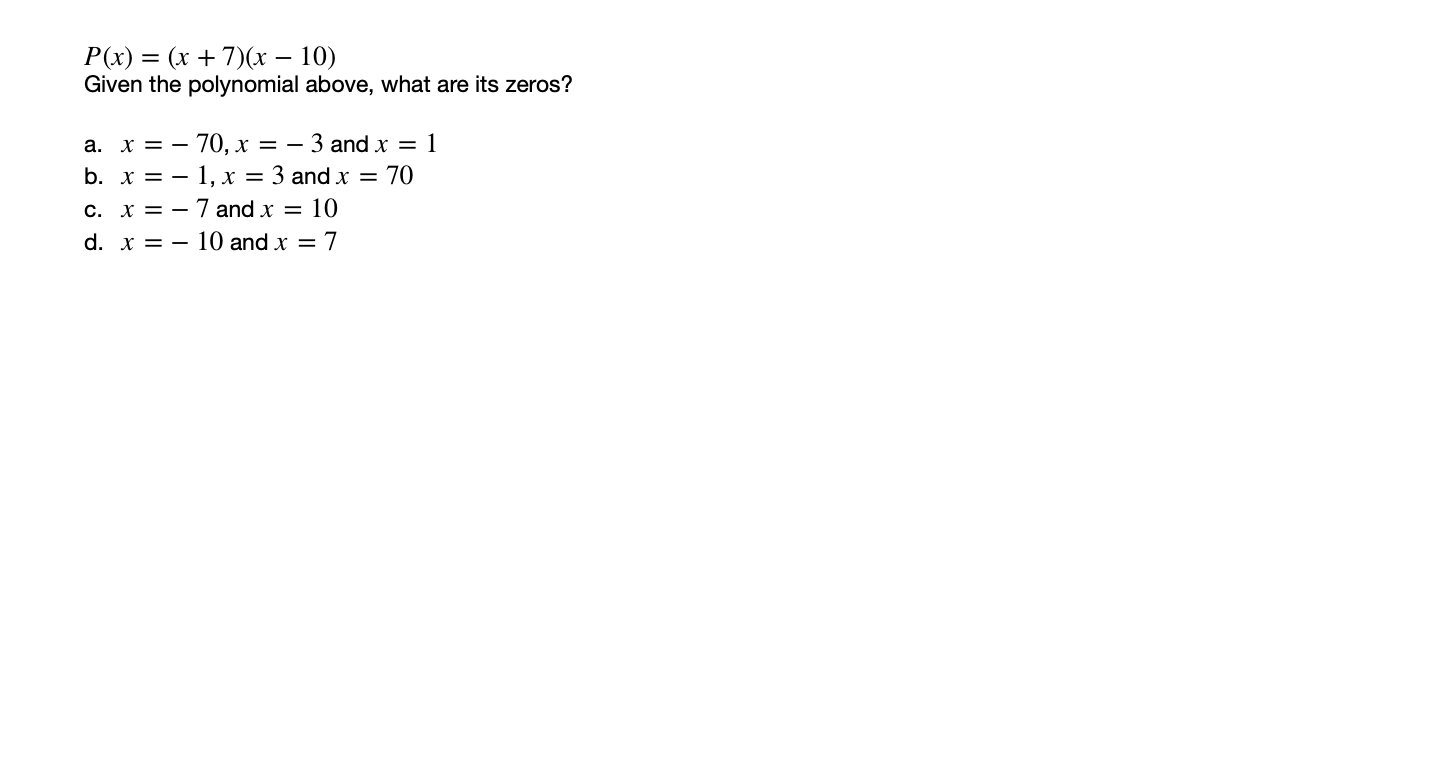 P(x) = (x + 7)(x − 10)
Given the polynomial above, what are its zeros?
a. x = − 70, x = − 3 and x = 1
b. x = − 1, x = 3 and x = 70
c. x = − 7 and x = 10
d. x = − 10 and x = 7